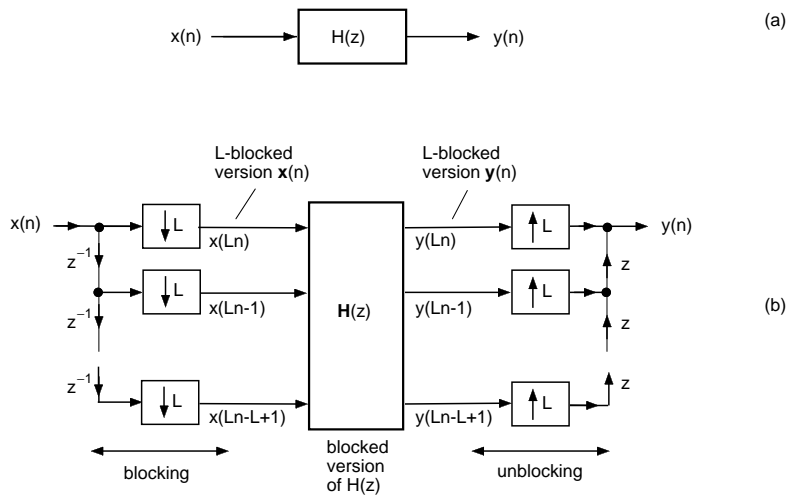 x(n) H(z) y(n) (a)
L-blocked
version x(n)
L-blocked
version y(n)
x(n) ↓ L x(Ln) y(Ln) ↑ L y(n)
z⁻¹ z
↓ L x(Ln-1) H(z) y(Ln-1) ↑ L (b)
z⁻¹ z
z⁻¹ z
↓ L x(Ln-L+1) y(Ln-L+1) ↑ L
blocking
blocked
version
of H(z)
unblocking